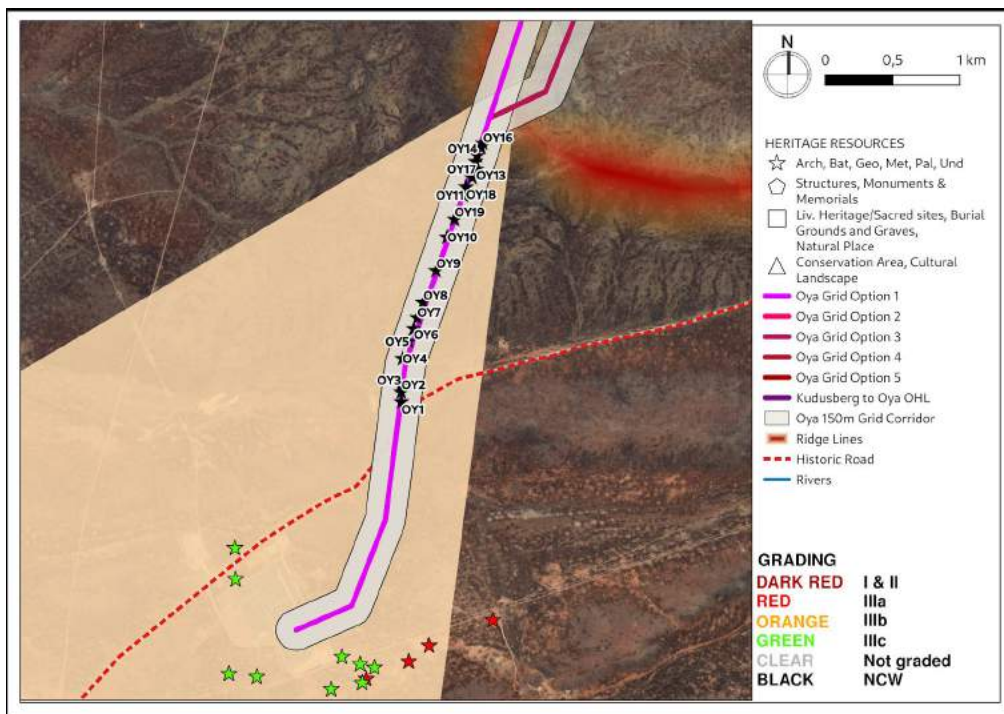 N
0 0,5 1 km
HERITAGE RESOURCES
Arch, Bat, Geo, Met, Pal, Und
Structures, Monuments &
Memorials
Liv. Heritage/Sacred sites, Burial
Grounds and Graves,
Natural Place
Conservation Area, Cultural
Landscape
Oya Grid Option 1
Oya Grid Option 2
Oya Grid Option 3
Oya Grid Option 4
Oya Grid Option 5
Kudusberg to Oya OHL
Oya 150m Grid Corridor
Ridge Lines
Historic Road
Rivers
GRADING
DARK RED I & II
RED IIIa
ORANGE IIIb
GREEN IIIc
CLEAR Not graded
BLACK NCW
OY16
OY14
OY17 OY13
OY11 OY18
OY19
OY10
OY9
OY8
OY7
OY5 OY6
OY4
OY3 OY2
OY1